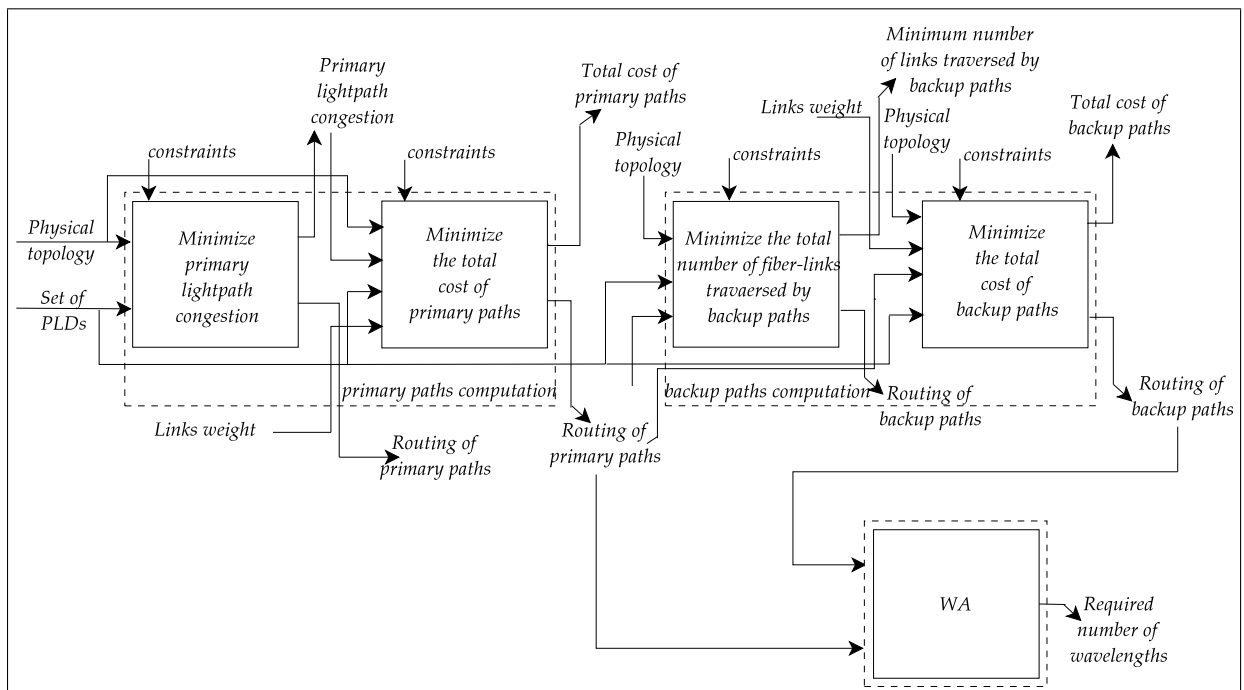 Minimum number
of links traversed by
backup paths
Primary
lightpath
congestion
Total cost of
primary paths
Links weight
Total cost of
backup paths
Physical
topology
Physical
topology
constraints
constraints
constraints
constraints
Physical
topology
Set of
PLDs
Minimize
primary
lightpath
congestion
Minimize
the total
cost of
primary paths
Minimize the total
number of fiber-links
travaersed by
backup paths
Minimize
the total
cost of
backup paths
primary paths computation
backup paths computation
Routing of
backup paths
Routing of
backup paths
Links weight
Routing of
primary paths
Routing of
primary paths
WA
Required
number of
wavelengths